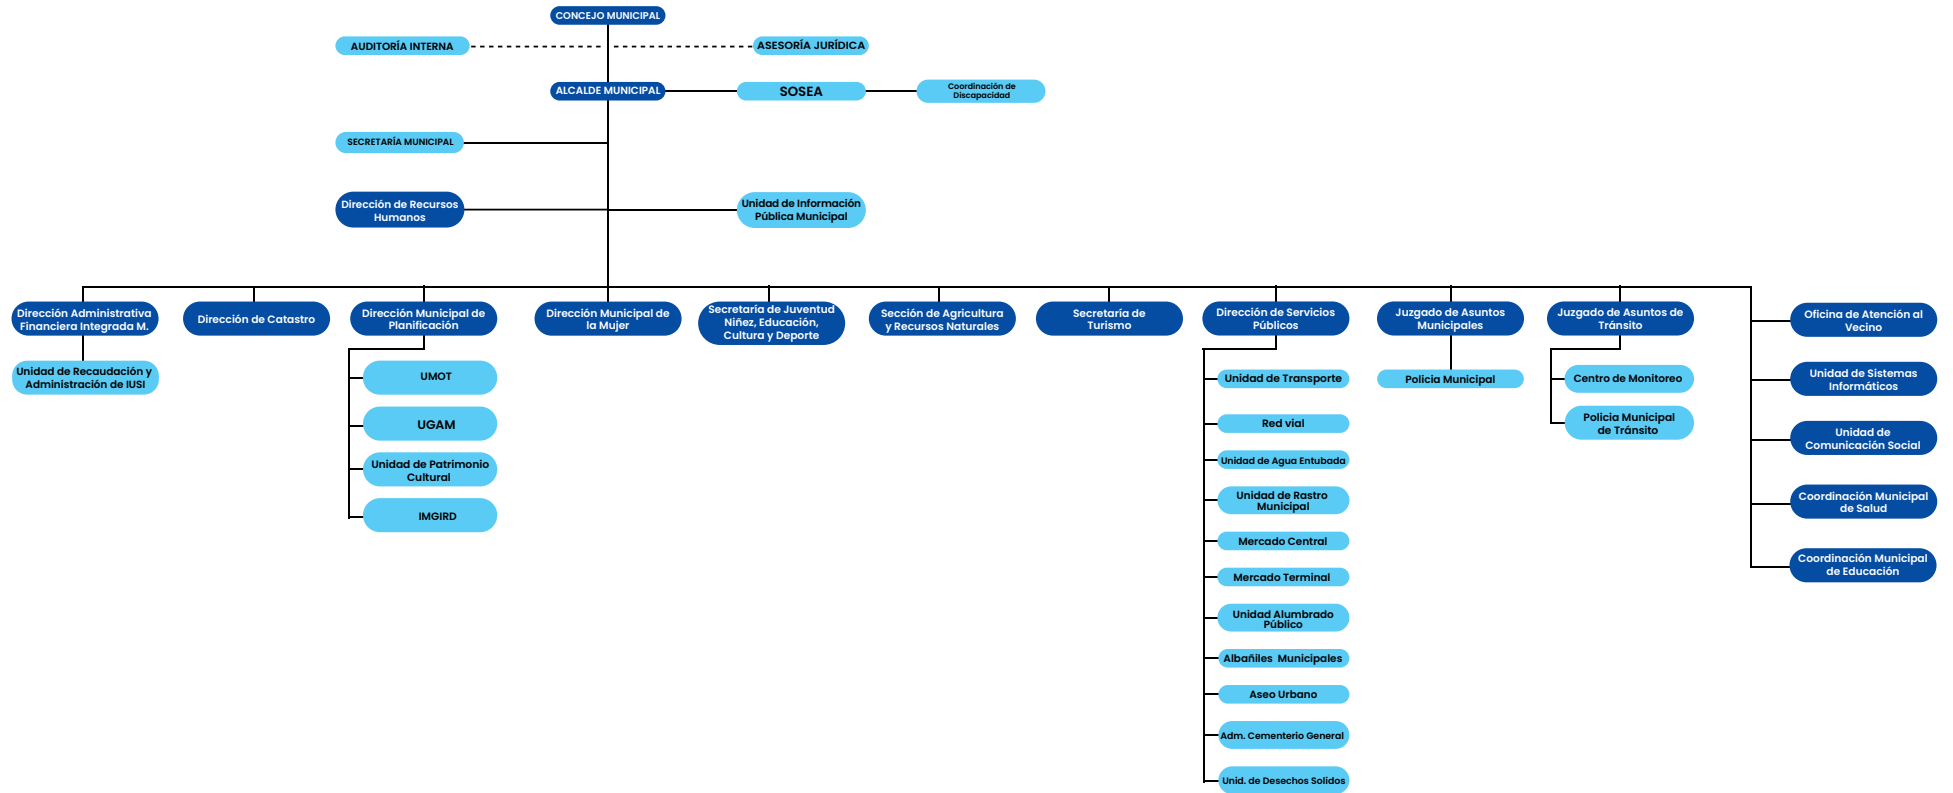 CONCEJO MUNICIPAL
AUDITORÍA INTERNA
ASESORÍA JURÍDICA
ALCALDE MUNICIPAL
SOSEA
Coordinación de
Discapacidad
SECRETARÍA MUNICIPAL
Dirección de Recursos
Humanos
Unidad de Información
Pública Municipal
Dirección Administrativa
Financiera Integrada M.
Dirección de Catastro
Dirección Municipal de
Planificación
Dirección Municipal de
la Mujer
Secretaría de Juventud
Niñez, Educación,
Cultura y Deporte
Sección de Agricultura
y Recursos Naturales
Secretaría de
Turismo
Dirección de Servicios
Públicos
Juzgado de Asuntos
Municipales
Juzgado de Asuntos de
Tránsito
Oficina de Atención al
Vecino
Unidad de Recaudación y
Administración de IUSI
UMOT
UGAM
Unidad de Patrimonio
Cultural
IMGIRD
Unidad de Transporte
Red vial
Unidad de Agua Entubada
Unidad de Rastro
Municipal
Mercado Central
Mercado Terminal
Unidad Alumbrado
Público
Albañiles  Municipales
Aseo Urbano
Adm. Cementerio General
Unid. de Desechos Solidos
Policia Municipal
Centro de Monitoreo
Policia Municipal
de Tránsito
Unidad de Sistemas
Informáticos
Unidad de
Comunicación Social
Coordinación Municipal
de Salud
Coordinación Municipal
de Educación